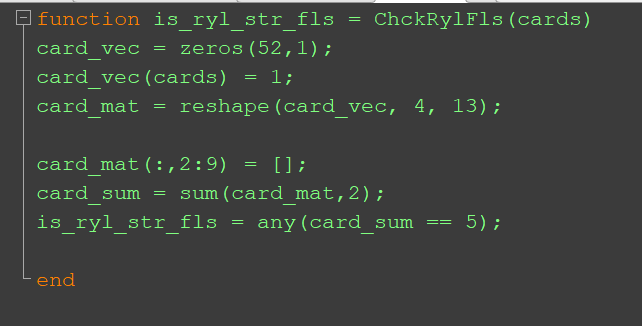 function is_ryl_str_fls = ChckRylFls(cards)
card_vec = zeros(52,1);
card_vec(cards) = 1;
card_mat = reshape(card_vec, 4, 13);
card_mat(:,2:9) = [];
card_sum = sum(card_mat,2);
is_ryl_str_fls = any(card_sum == 5);
end